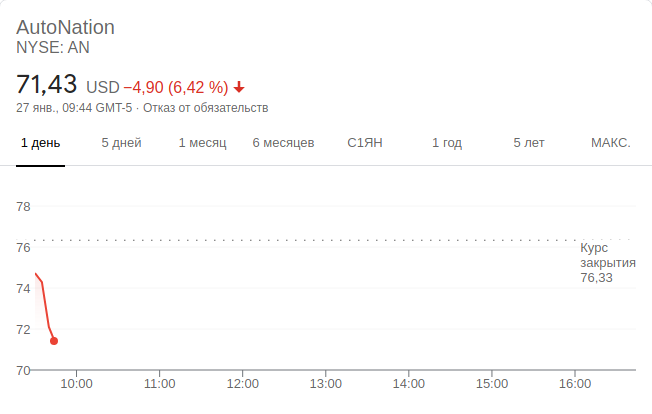 AutoNation
NYSE: AN
71,43 USD −4,90 (6,42 %)
27 янв., 09:44 GMT-5 · Отказ от обязательств
1 день 5 дней 1 месяц 6 месяцев С1ЯН 1 год 5 лет МАКС.
78
76
Курс
закрытия
76,33
74
72
70
10:00 11:00 12:00 13:00 14:00 15:00 16:00